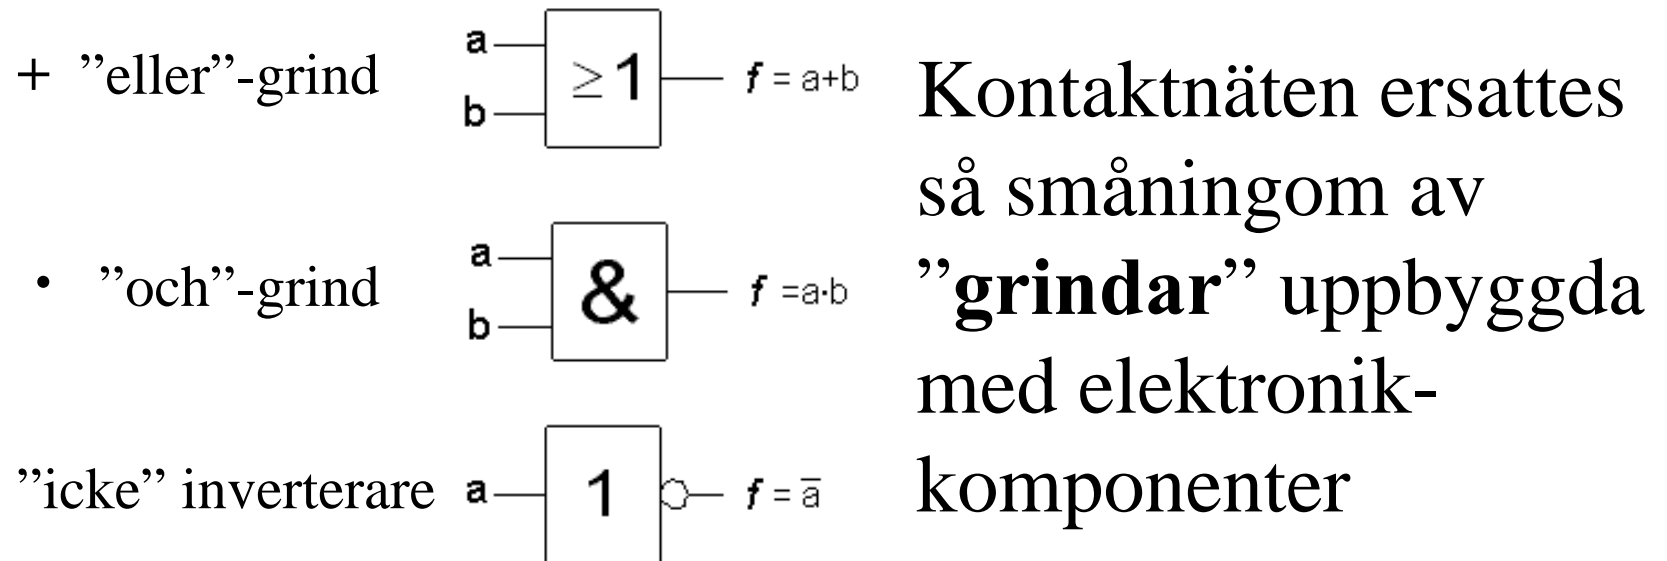 + ”eller”-grind
a
b
≥1
f = a+b
• ”och”-grind
a
b
&
f =a·b
”icke” inverterare
a
1
f = a̅
Kontaktnäten ersattes
så småningom av
”grindar” uppbyggda
med elektronik-
komponenter